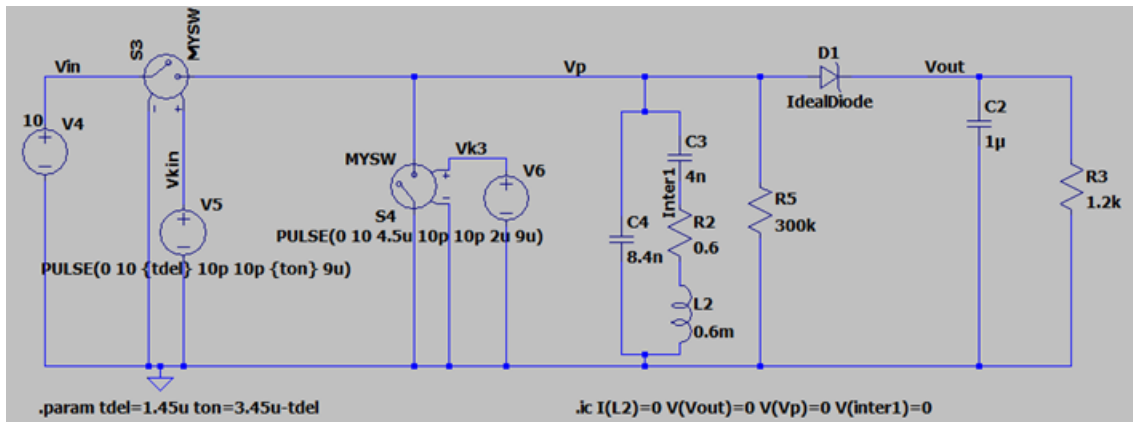 S3
MYSW
Vin
Vp
D1
Vout
IdealDiode
10
V4
Vkin
V5
PULSE(0 10 {tdel} 10p 10p {ton} 9u)
MYSW
S4
Vk3
V6
PULSE(0 10 4.5u 10p 10p 2u 9u)
C4
8.4n
C3
4n
Inter1
R2
0.6
L2
0.6m
R5
300k
C2
1µ
R3
1.2k
.param tdel=1.45u ton=3.45u-tdel
.ic I(L2)=0 V(Vout)=0 V(Vp)=0 V(inter1)=0